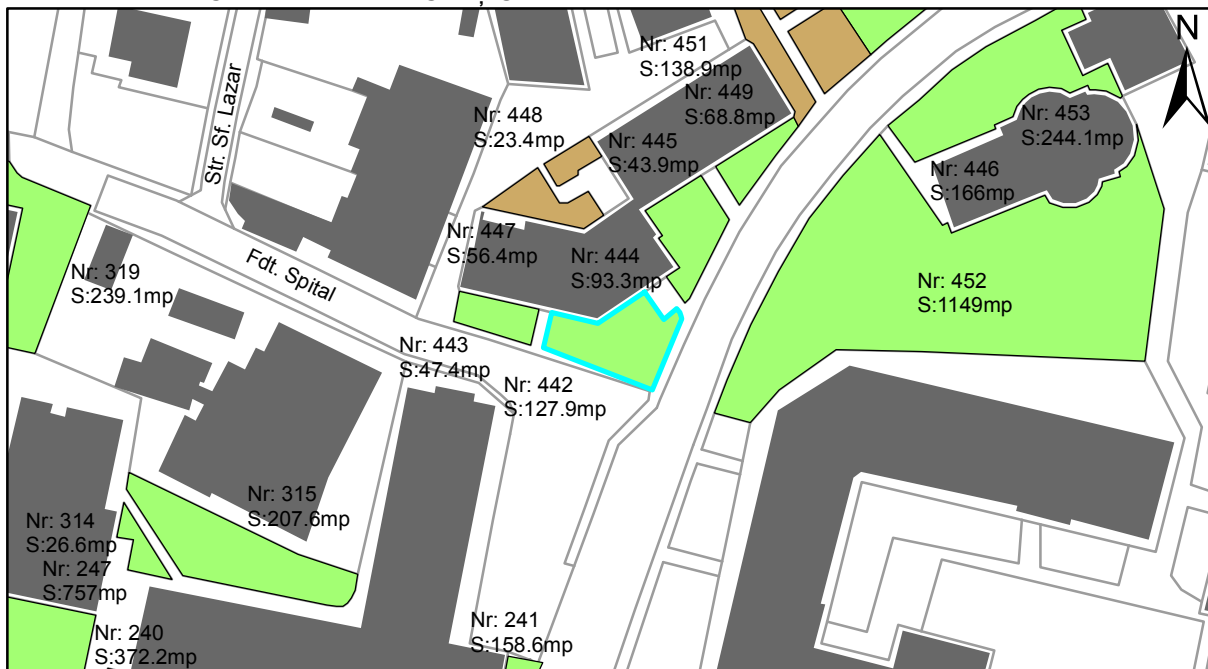 N
Nr: 451
S:138.9mp
Nr: 449
S:68.8mp
Nr: 448
S:23.4mp
Nr: 445
S:43.9mp
Nr: 453
S:244.1mp
Nr: 446
S:166mp
Str. Sf. Lazar
Nr: 447
S:56.4mp
Nr: 444
S:93.3mp
Nr: 319
S:239.1mp
Fdt. Spital
Nr: 452
S:1149mp
Nr: 443
S:47.4mp
Nr: 442
S:127.9mp
Nr: 315
S:207.6mp
Nr: 314
S:26.6mp
Nr: 247
S:757mp
Nr: 240
S:372.2mp
Nr: 241
S:158.6mp